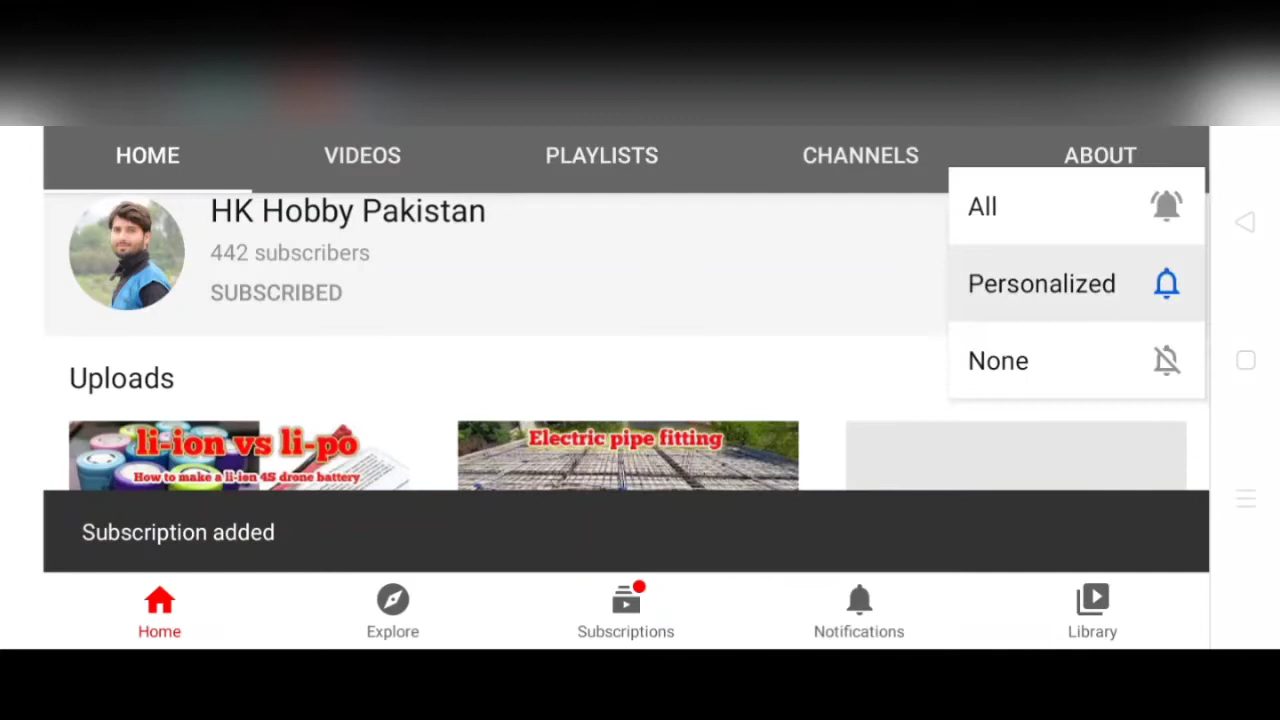 HOME VIDEOS PLAYLISTS CHANNELS ABOUT
HK Hobby Pakistan
442 subscribers
SUBSCRIBED
All
Personalized
None
Uploads
li-ion vs li-po
How to make a li-ion 4S drone battery
Electric pipe fitting
Subscription added
Home Explore Subscriptions Notifications Library